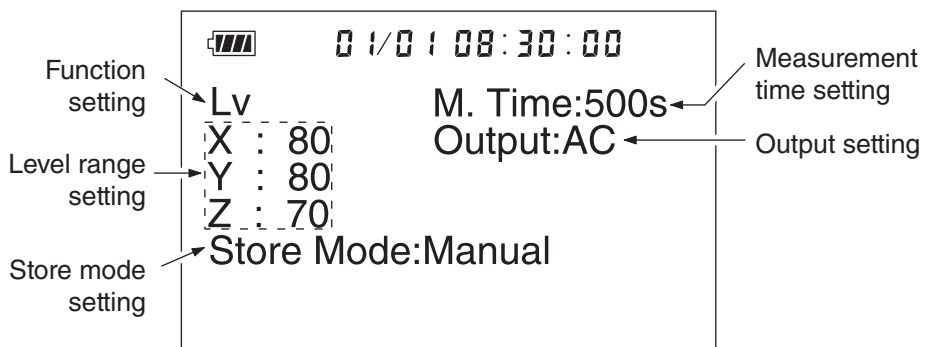 01/01 08:30:00
Function
setting
Lv
M. Time:500s
Measurement
time setting
Level range
setting
X : 80
Y : 80
Z : 70
Output:AC
Output setting
Store mode
setting
Store Mode:Manual